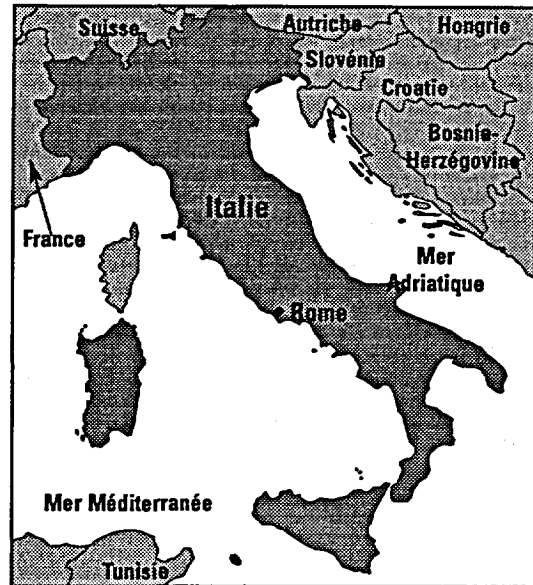 Suisse
Autriche
Hongrie
Slovénie
Croatie
Bosnie-
Herzégovine
Italie
France
Mer
Adriatique
Rome
Mer Méditerranée
Tunisie